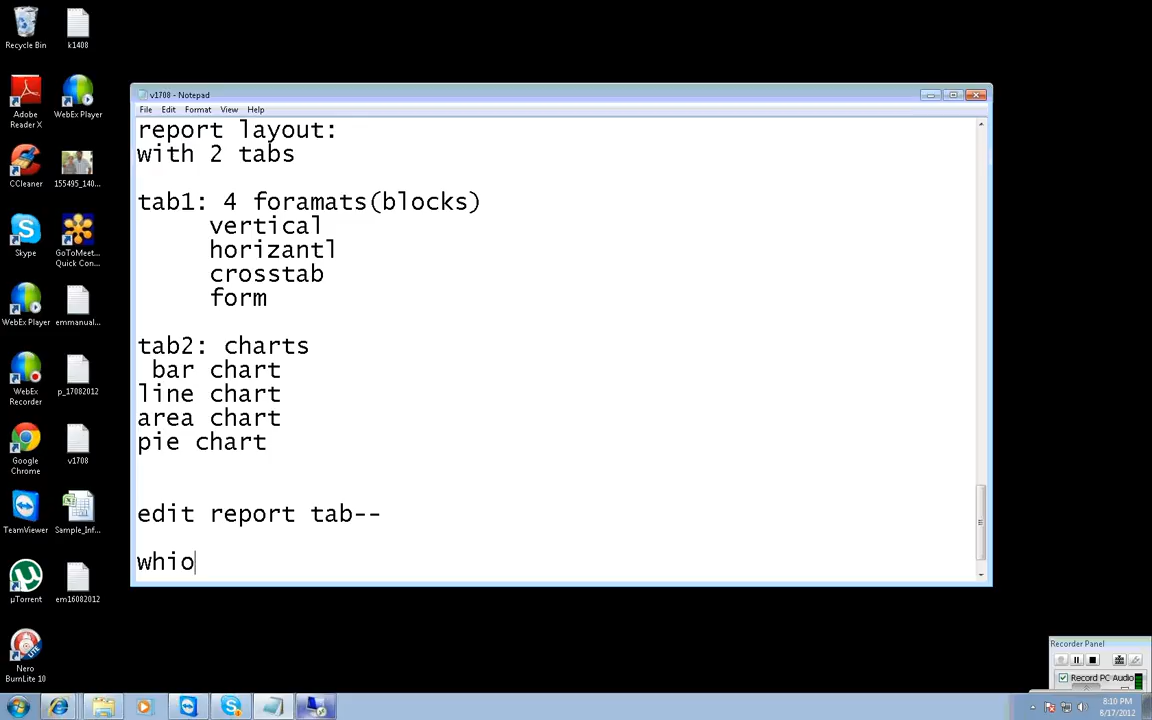 Recycle Bin
k1408
Adobe Reader X
WebEx Player
CCleaner
155495_140...
Skype
GoToMeet... Quick Con...
WebEx Player
emmanual...
WebEx Recorder
p_17082012
Google Chrome
v1708
TeamViewer
Sample_Inf...
µTorrent
em16082012
Nero BurnLite 10
v1708 - Notepad
File Edit Format View Help
report layout:
with 2 tabs
tab1: 4 foramats(blocks)
vertical
horizantl
crosstab
form
tab2: charts
bar chart
line chart
area chart
pie chart
edit report tab--
whio
Recorder Panel
Record PC Audio
8:10 PM
8/17/2012